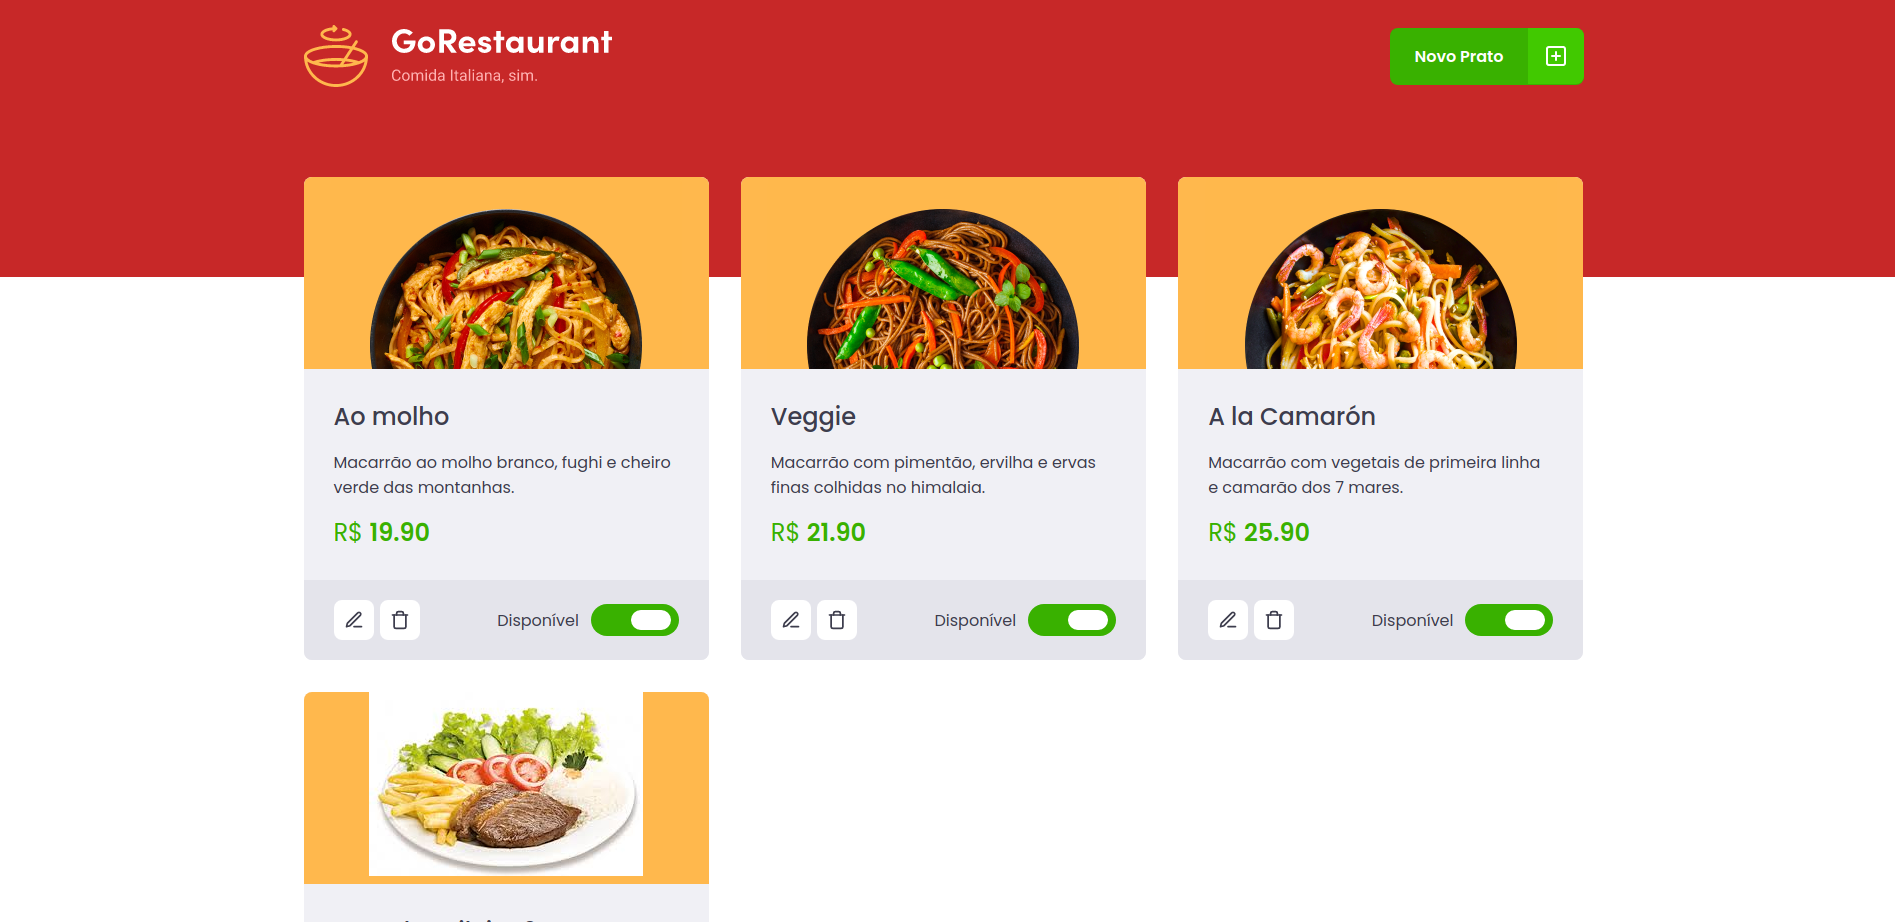 GoRestaurant
Comida Italiana, sim.
Novo Prato
Ao molho
Macarrão ao molho branco, fughi e cheiro
verde das montanhas.
R$ 19.90
Disponível
Veggie
Macarrão com pimentão, ervilha e ervas
finas colhidas no himalaia.
R$ 21.90
Disponível
A la Camarón
Macarrão com vegetais de primeira linha
e camarão dos 7 mares.
R$ 25.90
Disponível